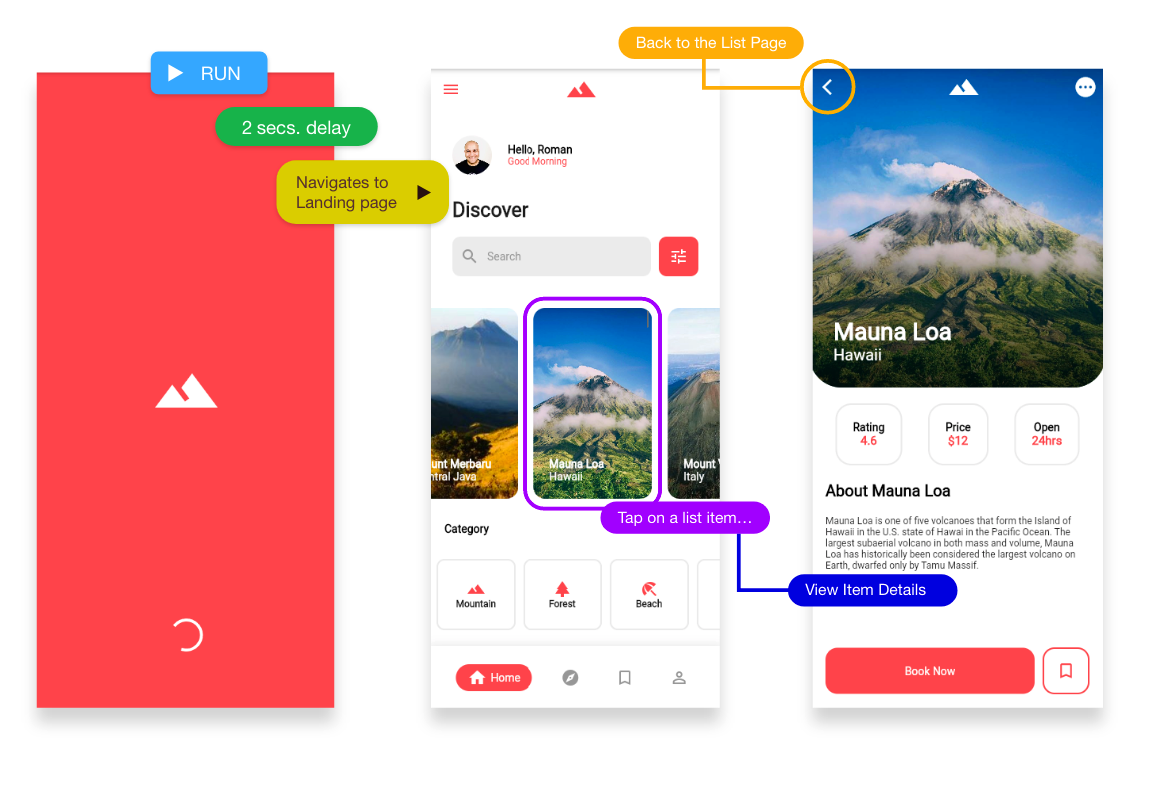 RUN
2 secs. delay
Navigates to
Landing page
Hello, Roman
Good Morning
Discover
Search
unt Merbaru
ntral Java
Mauna Loa
Hawaii
Mount
Italy
Tap on a list item...
Category
Mountain
Forest
Beach
Home
Back to the List Page
Mauna Loa
Hawaii
Rating
4.6
Price
$12
Open
24hrs
About Mauna Loa
Mauna Loa is one of five volcanoes that form the Island of
Hawaii in the U.S. state of Hawai in the Pacific Ocean. The
largest subaerial volcano in both mass and volume, Mauna
Loa has historically been considered the largest volcano on
Earth, dwarfed only by Tamu Massif.
View Item Details
Book Now